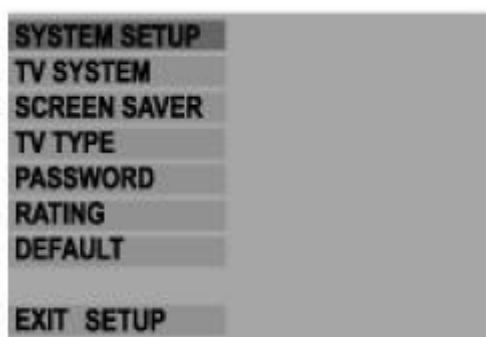 SYSTEM SETUP
TV SYSTEM
SCREEN SAVER
TV TYPE
PASSWORD
RATING
DEFAULT
EXIT SETUP